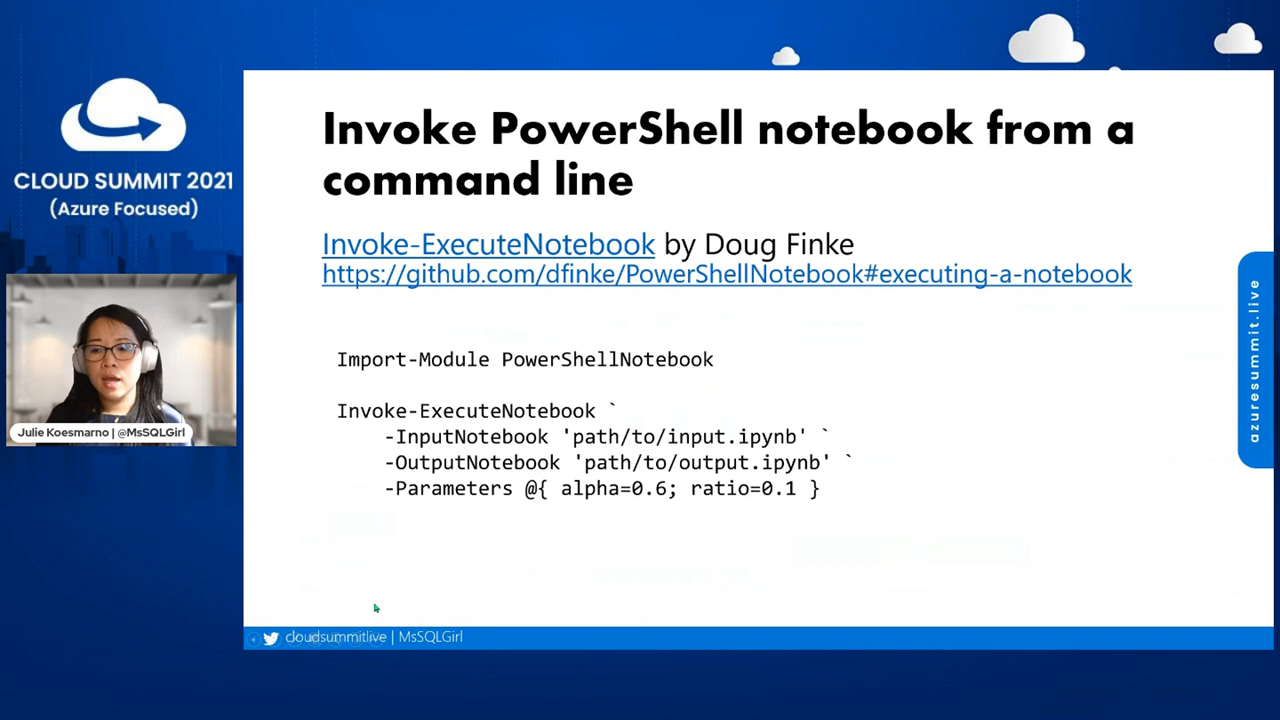 CLOUD SUMMIT 2021
(Azure Focused)
Julie Koesmarno | @MsSQLGirl
Invoke PowerShell notebook from a
command line
Invoke-ExecuteNotebook by Doug Finke
https://github.com/dfinke/PowerShellNotebook#executing-a-notebook
Import-Module PowerShellNotebook
Invoke-ExecuteNotebook `
-InputNotebook 'path/to/input.ipynb' `
-OutputNotebook 'path/to/output.ipynb' `
-Parameters @{ alpha=0.6; ratio=0.1 }
cloudsummitlive | MsSQLGirl
azuresummit.live